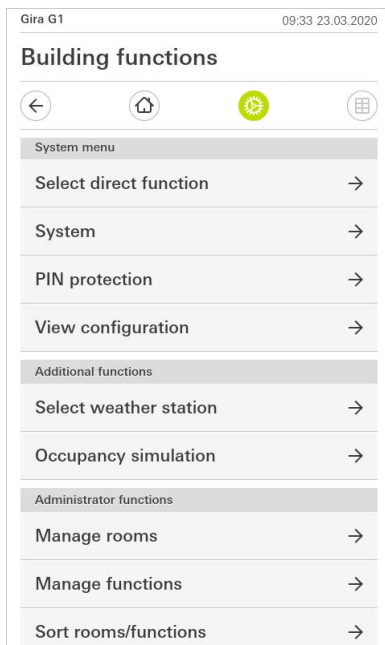 Gira G1
09:33 23.03.2020
Building functions
System menu
Select direct function
System
PIN protection
View configuration
Additional functions
Select weather station
Occupancy simulation
Administrator functions
Manage rooms
Manage functions
Sort rooms/functions